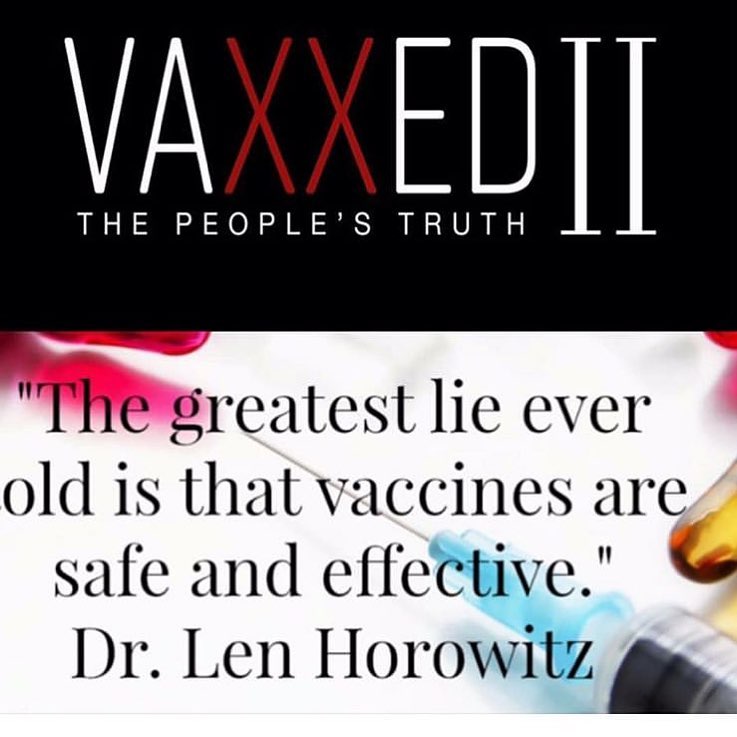 VAXXED II
THE PEOPLE'S TRUTH
"The greatest lie ever
old is that vaccines are
safe and effective."
Dr. Len Horowitz